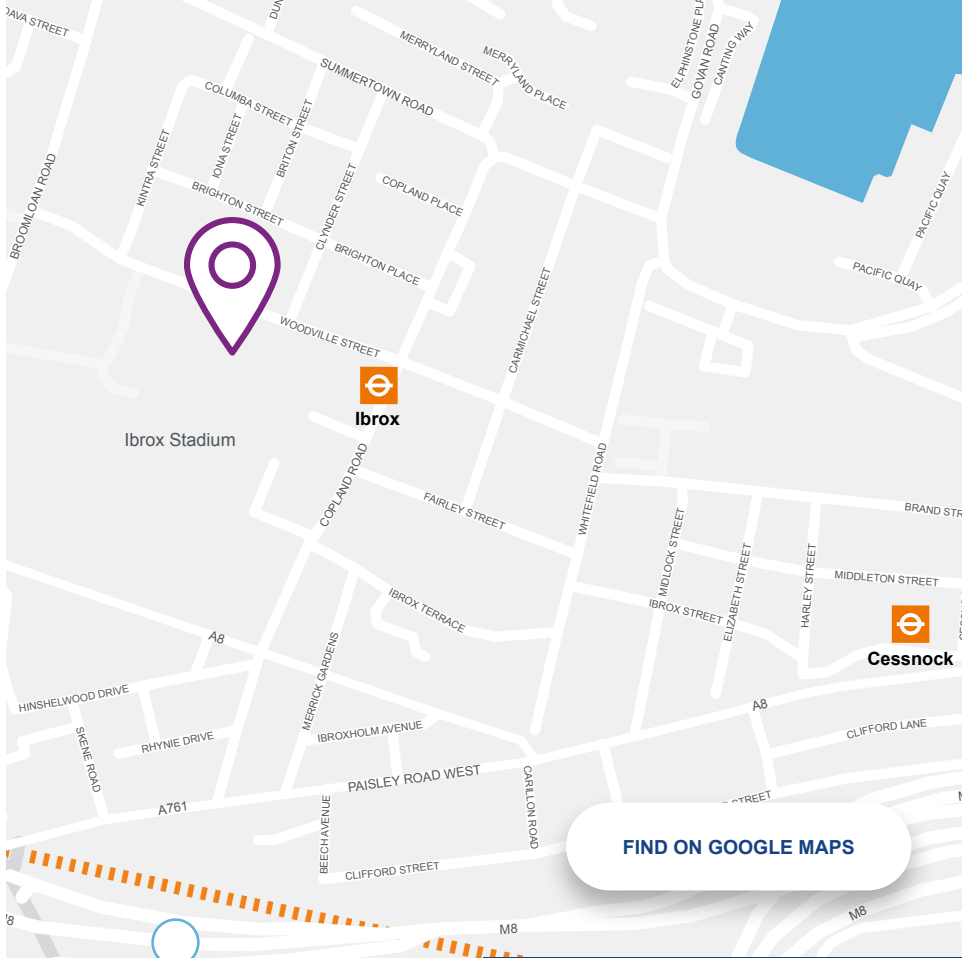 DAVA STREET
MERRYLAND STREET
MERRYLAND PLACE
ELPHINSTONE PLA
GOVAN ROAD
CANTING WAY
SUMMERTOWN ROAD
COLUMBA STREET
IONA STREET
BRITON STREET
KINTRA STREET
BROOMLOAN ROAD
BRIGHTON STREET
CLYNDER STREET
COPLAND PLACE
BRIGHTON PLACE
PACIFIC QUAY
PACIFIC QUAY
WOODVILLE STREET
CARMICHAEL STREET
Ibrox
Ibrox Stadium
COPLAND ROAD
FAIRLEY STREET
WHITEFIELD ROAD
BRAND STR
MIDLOCK STREET
ELIZABETH STREET
HARLEY STREET
MIDDLETON STREET
IBROX STREET
IBROX TERRACE
A8
MERRICK GARDENS
Cessnock
HINSHELWOOD DRIVE
SKENE ROAD
RHYNIE DRIVE
IBROXHOLM AVENUE
A8
CLIFFORD LANE
PAISLEY ROAD WEST
A761
BEECH AVENUE
CARILLON ROAD
STREET
CLIFFORD STREET
FIND ON GOOGLE MAPS
M8
M8